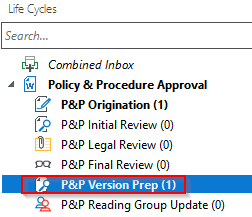 Life Cycles
Search...
Combined Inbox
Policy & Procedure Approval
P&P Origination (1)
P&P Initial Review (0)
P&P Legal Review (0)
P&P Final Review (0)
P&P Version Prep (1)
P&P Reading Group Update (0)